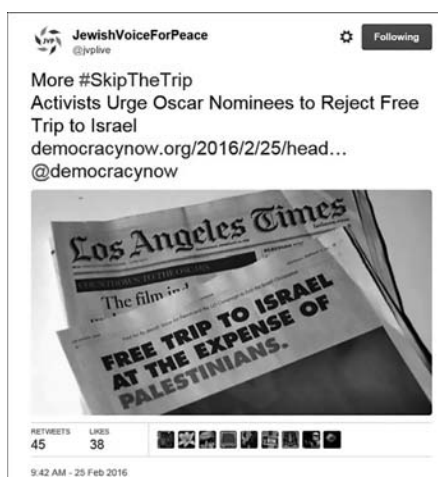 JewishVoiceForPeace
@jvplive
Following
More #SkipTheTrip
Activists Urge Oscar Nominees to Reject Free
Trip to Israel
democracynow.org/2016/2/25/head…
@democracynow
Los Angeles Times
COUNTDOWN TO THE OSCARS
The film ind
FREE TRIP TO ISRAEL
AT THE EXPENSE OF
PALESTINIANS.
RETWEETS
LIKES
45
38
9:42 AM - 25 Feb 2016